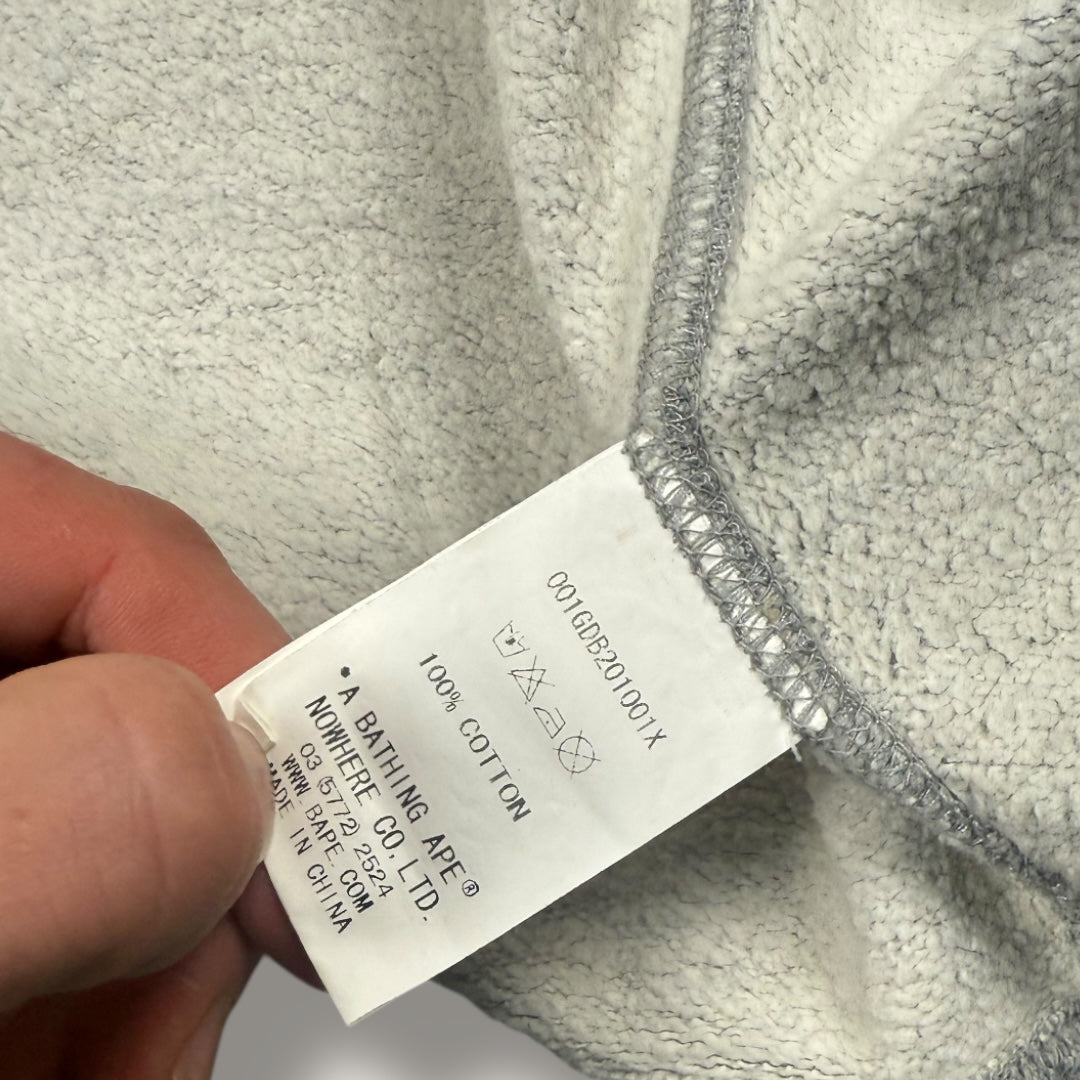 001GDB201001X
100% COTTON
• A BATHING APE®
NOWHERE CO, LTD.
03 (5772) 2524
WWW. BAPE. COM
MADE IN CHINA